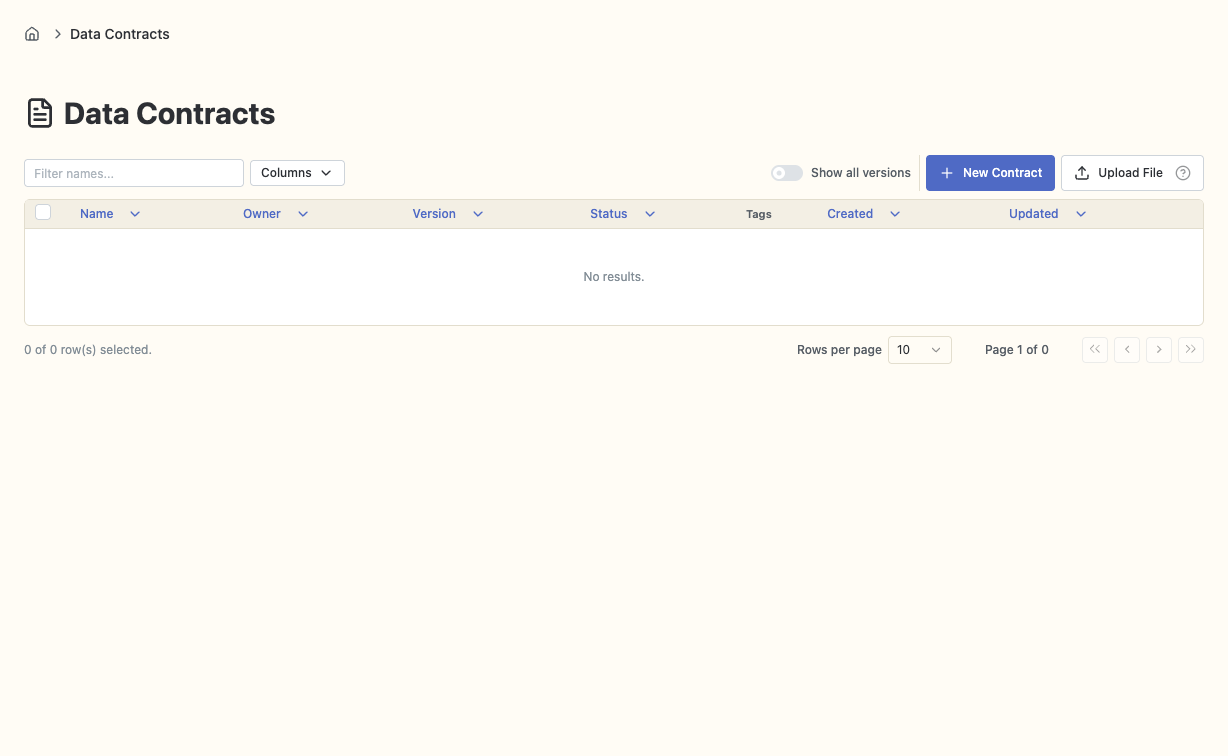 Data Contracts
Data Contracts
Filter names... Columns Show all versions New Contract Upload File
Name Owner Version Status Tags Created Updated
No results.
0 of 0 row(s) selected. Rows per page 10 Page 1 of 0